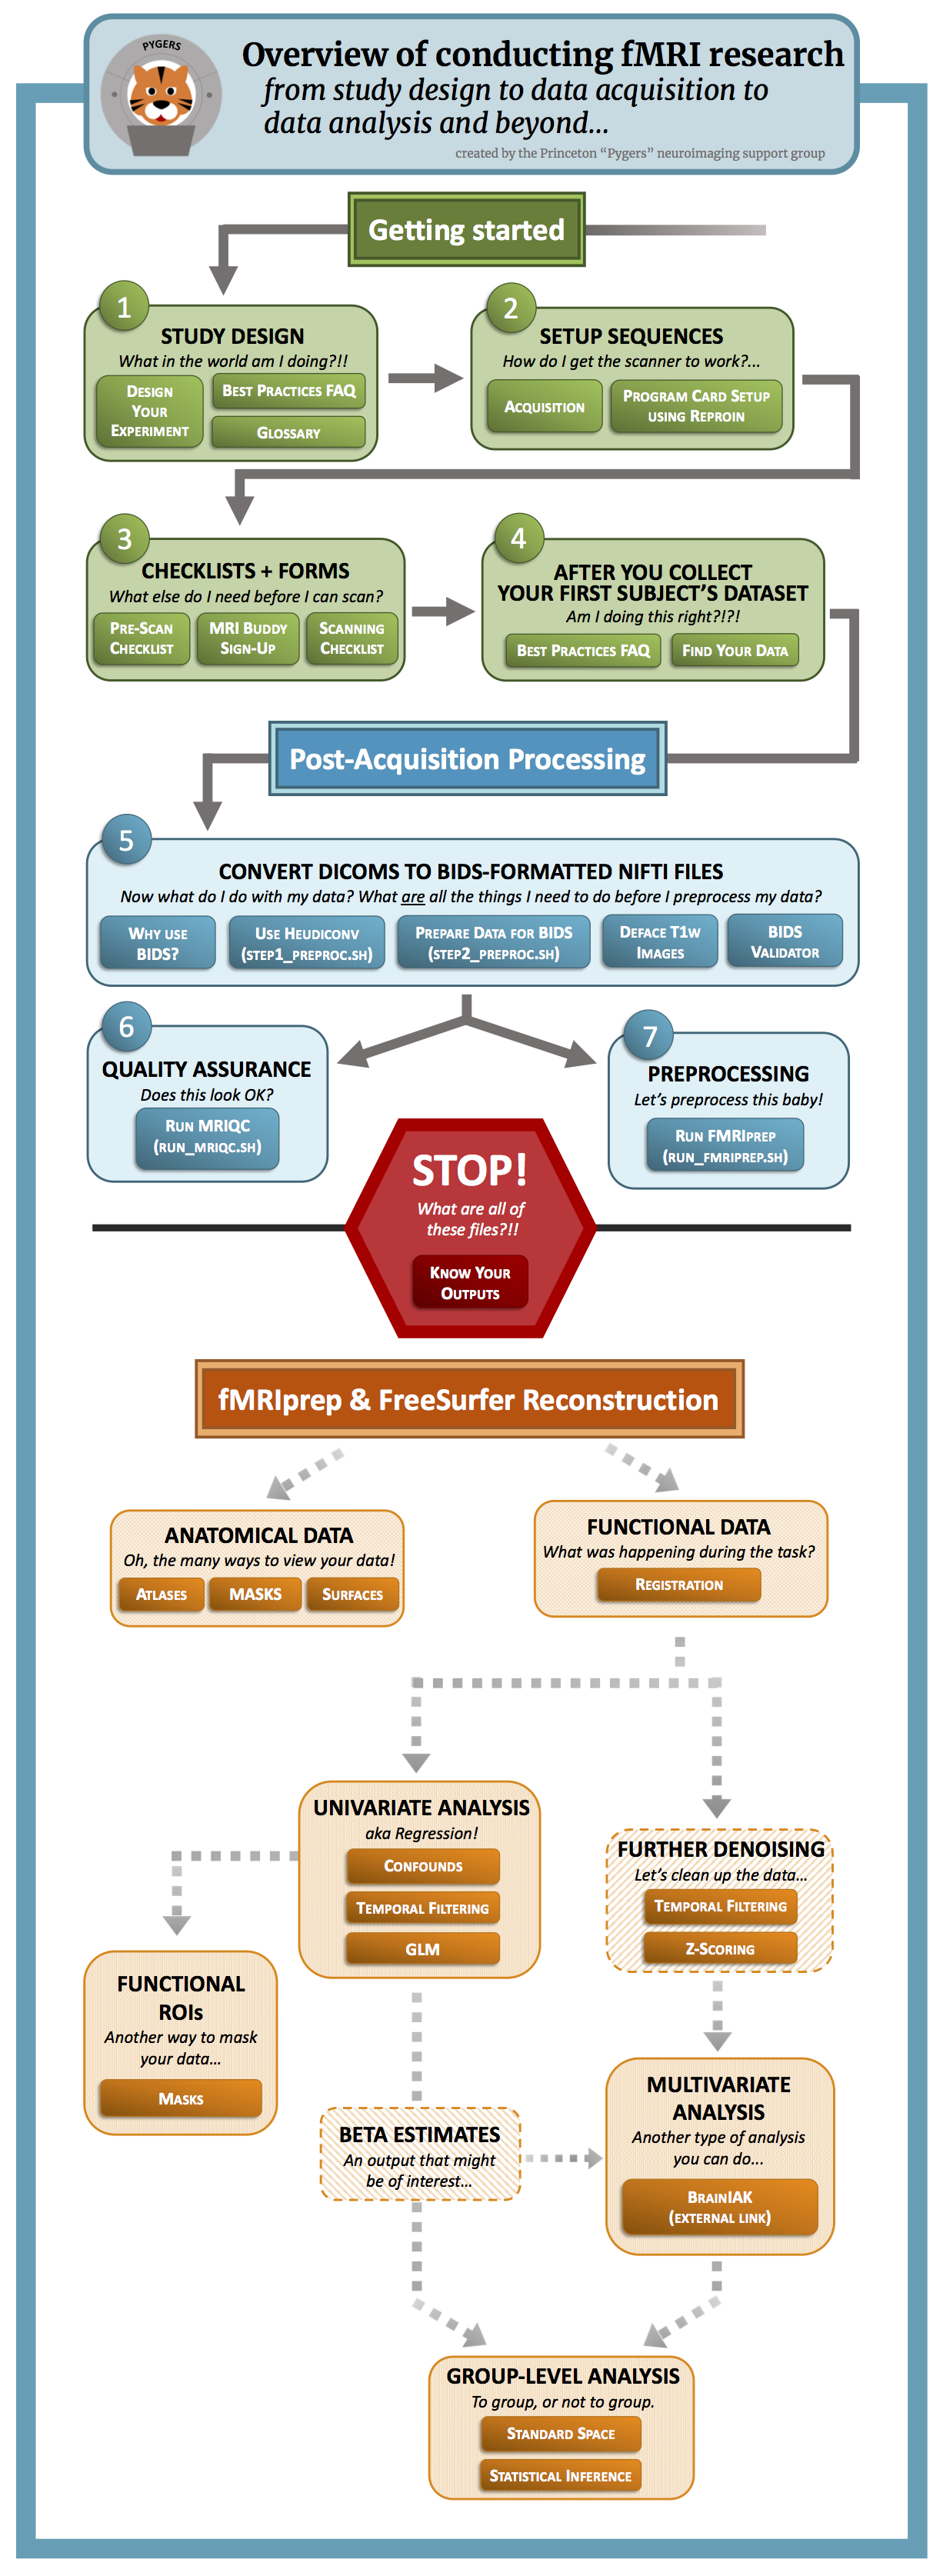 PYGERS
Overview of conducting fMRI research
from study design to data acquisition to
data analysis and beyond...
created by the Princeton “Pygers” neuroimaging support group
Getting started
1
STUDY DESIGN
What in the world am I doing?!!
DESIGN
YOUR
EXPERIMENT
BEST PRACTICES FAQ
GLOSSARY
2
SETUP SEQUENCES
How do I get the scanner to work?...
ACQUISITION
PROGRAM CARD SETUP
USING REPROIN
3
CHECKLISTS + FORMS
What else do I need before I can scan?
PRE-SCAN
CHECKLIST
MRI BUDDY
SIGN-UP
SCANNING
CHECKLIST
4
AFTER YOU COLLECT
YOUR FIRST SUBJECT’S DATASET
Am I doing this right?!?!
BEST PRACTICES FAQ
FIND YOUR DATA
Post-Acquisition Processing
5
CONVERT DICOMS TO BIDS-FORMATTED NIFTI FILES
Now what do I do with my data? What are all the things I need to do before I preprocess my data?
WHY USE
BIDS?
USE HEUDICONV
(STEP1_PREPROC.SH)
PREPARE DATA FOR BIDS
(STEP2_PREPROC.SH)
DEFACE T1W
IMAGES
BIDS
VALIDATOR
6
QUALITY ASSURANCE
Does this look OK?
RUN MRIQC
(RUN_MRIQC.SH)
7
PREPROCESSING
Let’s preprocess this baby!
RUN FMRIPREP
(RUN_FMRIPREP.SH)
STOP!
What are all of
these files?!!
KNOW YOUR
OUTPUTS
fMRIprep & FreeSurfer Reconstruction
ANATOMICAL DATA
Oh, the many ways to view your data!
ATLASES
MASKS
SURFACES
FUNCTIONAL DATA
What was happening during the task?
REGISTRATION
UNIVARIATE ANALYSIS
aka Regression!
CONFOUNDS
TEMPORAL FILTERING
GLM
FURTHER DENOISING
Let’s clean up the data...
TEMPORAL FILTERING
Z-SCORING
FUNCTIONAL
ROIs
Another way to mask
your data...
MASKS
MULTIVARIATE
ANALYSIS
Another type of analysis
you can do...
BRAINIAK
(EXTERNAL LINK)
BETA ESTIMATES
An output that might
be of interest...
GROUP-LEVEL ANALYSIS
To group, or not to group.
STANDARD SPACE
STATISTICAL INFERENCE